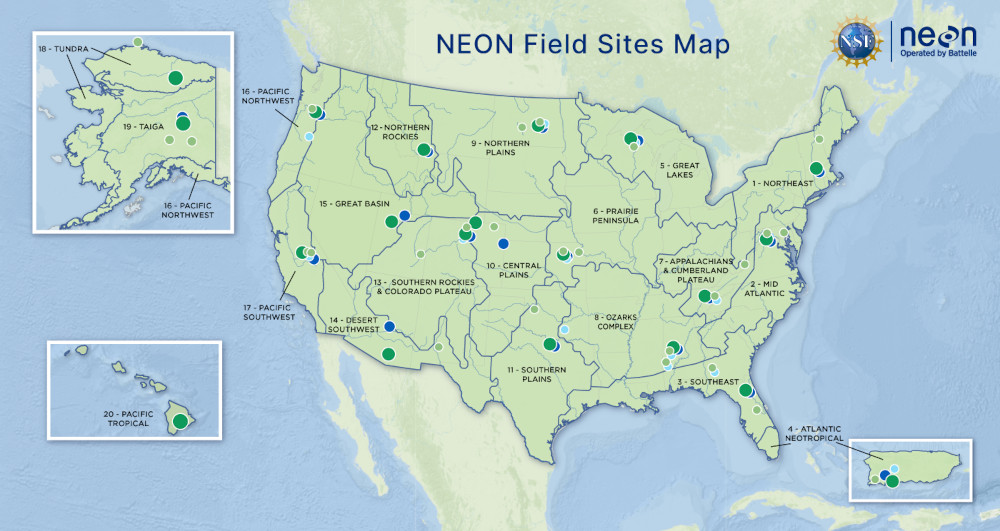 NEON Field Sites Map
NSF
neon
Operated by Battelle
18 - TUNDRA
19 - TAIGA
16 - PACIFIC
NORTHWEST
16 - PACIFIC
NORTHWEST
12 - NORTHERN
ROCKIES
9 - NORTHERN
PLAINS
5 - GREAT
LAKES
1 - NORTHEAST
15 - GREAT BASIN
6 - PRAIRIE
PENINSULA
7 - APPALACHIANS
& CUMBERLAND
PLATEAU
10 - CENTRAL
PLAINS
13 - SOUTHERN ROCKIES
& COLORADO PLATEAU
2 - MID
ATLANTIC
17 - PACIFIC
SOUTHWEST
14 - DESERT
SOUTHWEST
8 - OZARKS
COMPLEX
11 - SOUTHERN
PLAINS
3 - SOUTHEAST
20 - PACIFIC
TROPICAL
4 - ATLANTIC
NEOTROPICAL